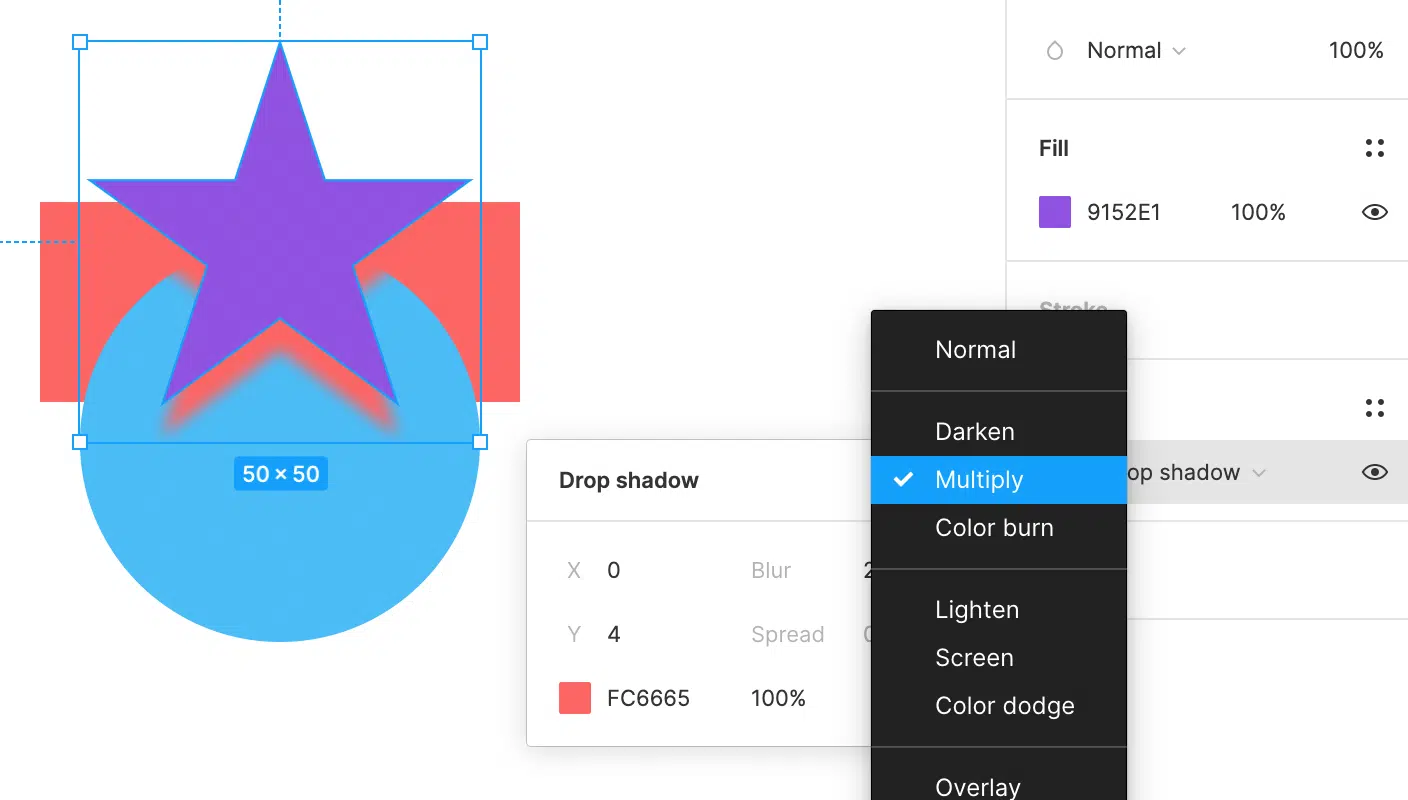 Normal 100%
Fill
9152E1 100%
Stroke
Normal
Darken
Multiply
Color burn
Lighten
Screen
Color dodge
Overlay
op shadow
50 × 50
Drop shadow
X 0 Blur 2
Y 4 Spread
FC6665 100%